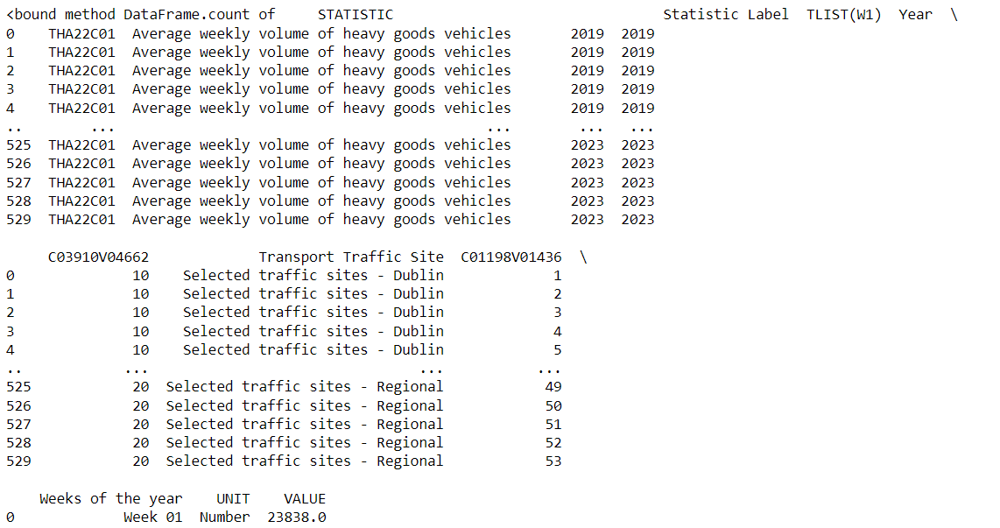 <bound method DataFrame.count of     STATISTIC                                Statistic Label  TLIST(W1)  Year  \
0    THA22C01  Average weekly volume of heavy goods vehicles       2019  2019
1    THA22C01  Average weekly volume of heavy goods vehicles       2019  2019
2    THA22C01  Average weekly volume of heavy goods vehicles       2019  2019
3    THA22C01  Average weekly volume of heavy goods vehicles       2019  2019
4    THA22C01  Average weekly volume of heavy goods vehicles       2019  2019
..        ...                                            ...        ...   ...
525  THA22C01  Average weekly volume of heavy goods vehicles       2023  2023
526  THA22C01  Average weekly volume of heavy goods vehicles       2023  2023
527  THA22C01  Average weekly volume of heavy goods vehicles       2023  2023
528  THA22C01  Average weekly volume of heavy goods vehicles       2023  2023
529  THA22C01  Average weekly volume of heavy goods vehicles       2023  2023
     C03910V04662             Transport Traffic Site  C01198V01436  \
0              10    Selected traffic sites - Dublin             1
1              10    Selected traffic sites - Dublin             2
2              10    Selected traffic sites - Dublin             3
3              10    Selected traffic sites - Dublin             4
4              10    Selected traffic sites - Dublin             5
..            ...                                ...           ...
525            20  Selected traffic sites - Regional            49
526            20  Selected traffic sites - Regional            50
527            20  Selected traffic sites - Regional            51
528            20  Selected traffic sites - Regional            52
529            20  Selected traffic sites - Regional            53
    Weeks of the year    UNIT    VALUE
0             Week 01  Number  23838.0